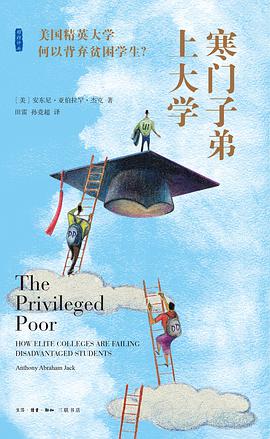 美国精英大学
何以背弃贫困学生？
寒门子弟
上大学
［美］安东尼·亚伯拉罕·杰克 著
田雷 孙竞超 译
The
Privileged
Poor
HOW ELITE COLLEGES ARE FAILING
DISADVANTAGED STUDENTS
Anthony Abraham Jack
生活·讀書·新知 三联书店